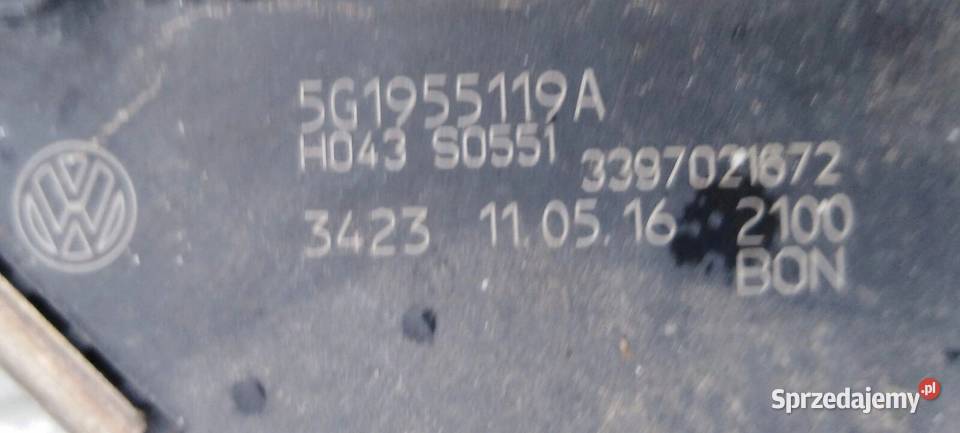 5G1955119A
H043 S0551
3397021672
3423 11.05.16 2100
BON
Sprzedajemy.pl